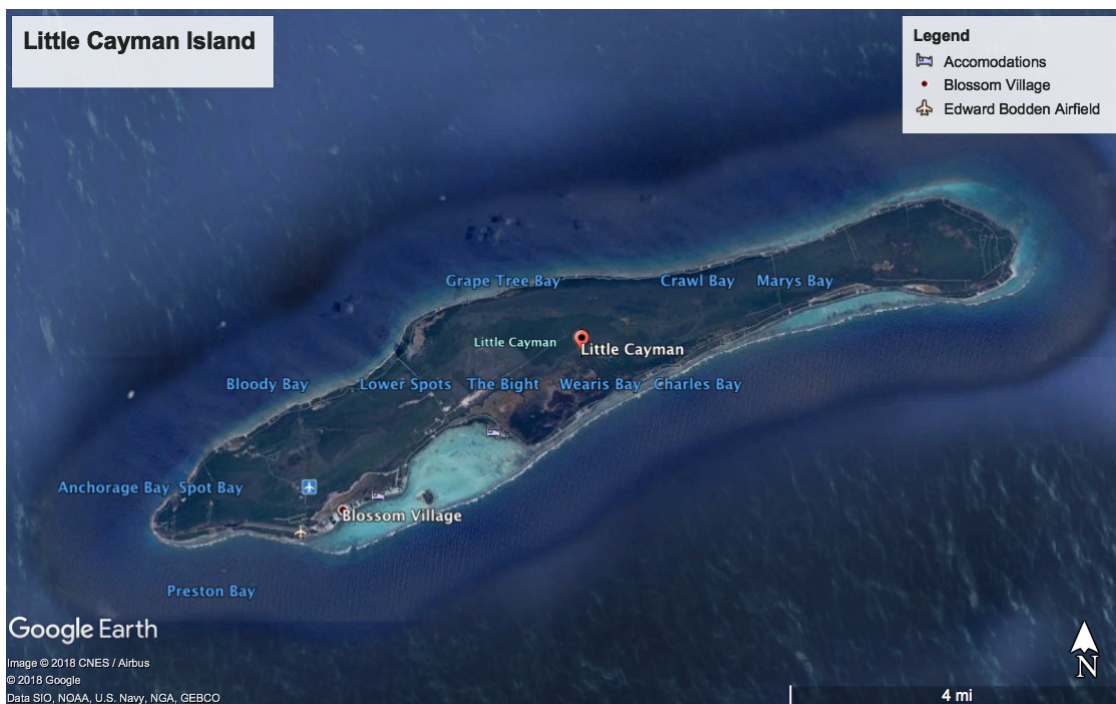 Little Cayman Island
Legend
Accomodations
Blossom Village
Edward Bodden Airfield
Grape Tree Bay
Crawl Bay
Marys Bay
Little Cayman
Little Cayman
Bloody Bay
Lower Spots
The Bight
Wearis Bay
Charles Bay
Anchorage Bay
Spot Bay
Blossom Village
Preston Bay
Google Earth
Image © 2018 CNES / Airbus
© 2018 Google
Data SIO, NOAA, U.S. Navy, NGA, GEBCO
N
4 mi